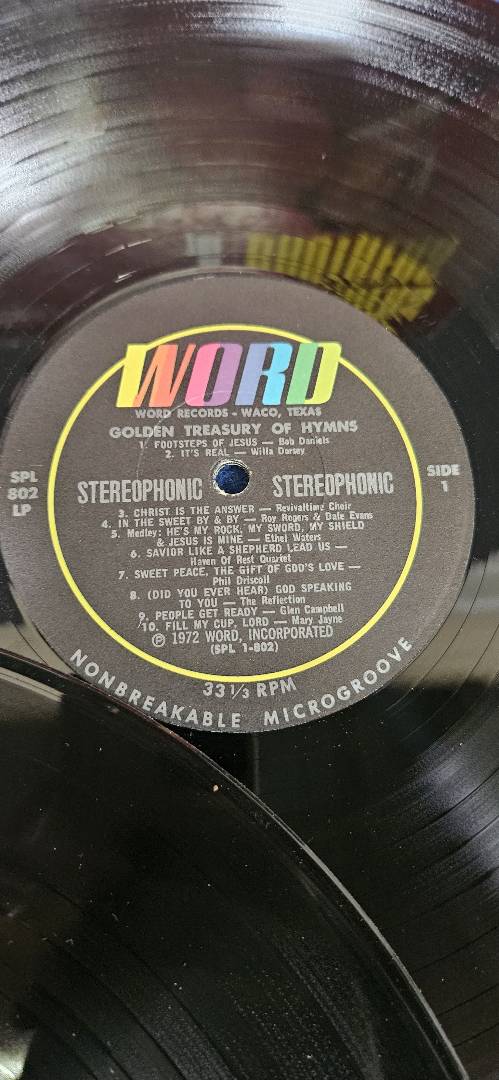 WORD
WORD RECORDS - WACO, TEXAS
GOLDEN TREASURY OF HYMNS
1. FOOTSTEPS OF JESUS — Bob Daniels
2. IT'S REAL — Willa Dorsey
SPL
802
LP
STEREOPHONIC STEREOPHONIC
SIDE
1
3. CHRIST IS THE ANSWER — Revivaltime Choir
4. IN THE SWEET BY & BY — Roy Rogers & Dale Evans
5. Medley: HE'S MY ROCK, MY SWORD, MY SHIELD
& JESUS IS MINE — Ethel Waters
6. SAVIOR LIKE A SHEPHERD LEAD US —
Haven Of Rest Quartet
7. SWEET PEACE, THE GIFT OF GOD'S LOVE —
Phil Driscoll
8. (DID YOU EVER HEAR) GOD SPEAKING
TO YOU — The Reflection
9. PEOPLE GET READY — Glen Campbell
10. FILL MY CUP, LORD — Mary Jayne
Ⓟ 1972 WORD, INCORPORATED
(SPL 1-802)
33 1/3 RPM
NONBREAKABLE MICROGROOVE